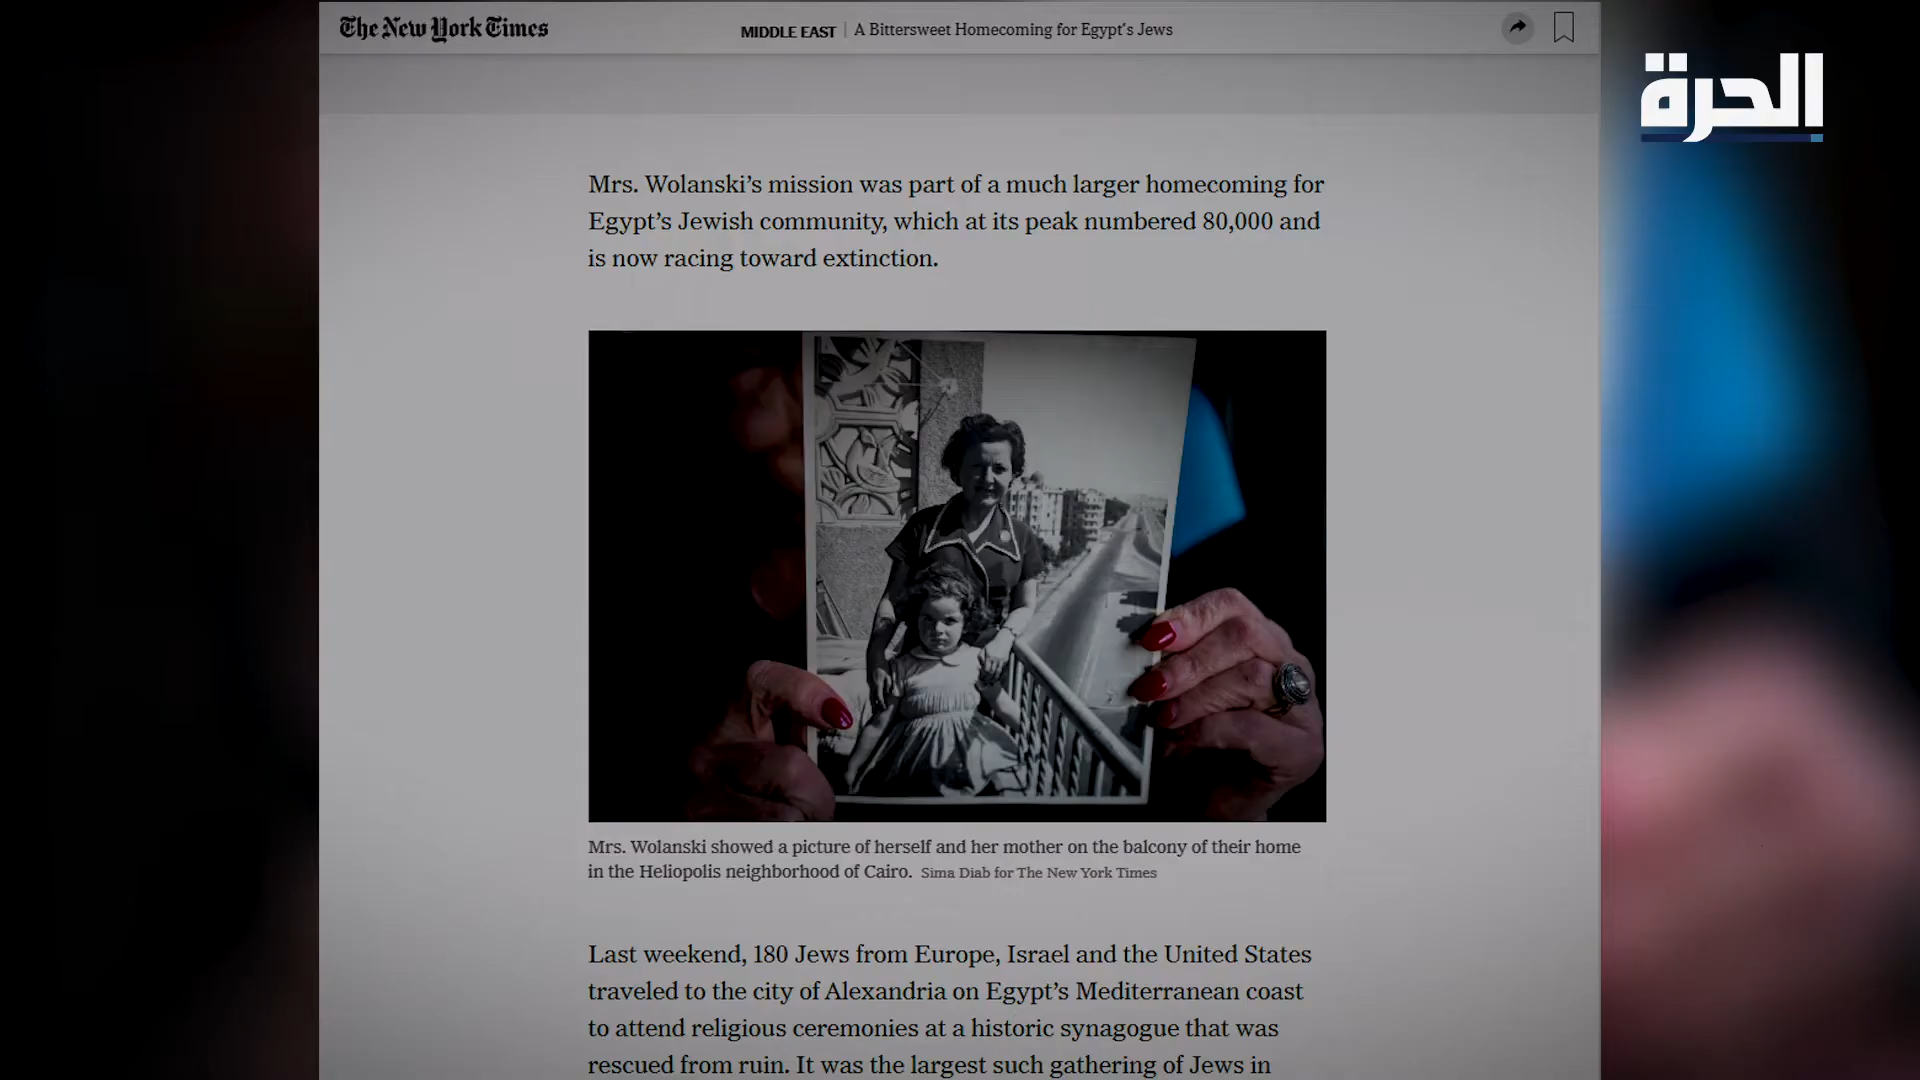 The New York Times
MIDDLE EAST | A Bittersweet Homecoming for Egypt's Jews
الحرة
Mrs. Wolanski’s mission was part of a much larger homecoming for
Egypt’s Jewish community, which at its peak numbered 80,000 and
is now racing toward extinction.
Mrs. Wolanski showed a picture of herself and her mother on the balcony of their home
in the Heliopolis neighborhood of Cairo. Sima Diab for The New York Times
Last weekend, 180 Jews from Europe, Israel and the United States
traveled to the city of Alexandria on Egypt’s Mediterranean coast
to attend religious ceremonies at a historic synagogue that was
rescued from ruin. It was the largest such gathering of Jews in